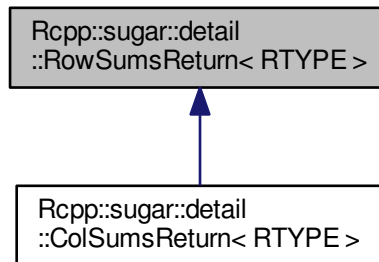 Rcpp::sugar::detail
::RowSumsReturn< RTYPE >
Rcpp::sugar::detail
::ColSumsReturn< RTYPE >